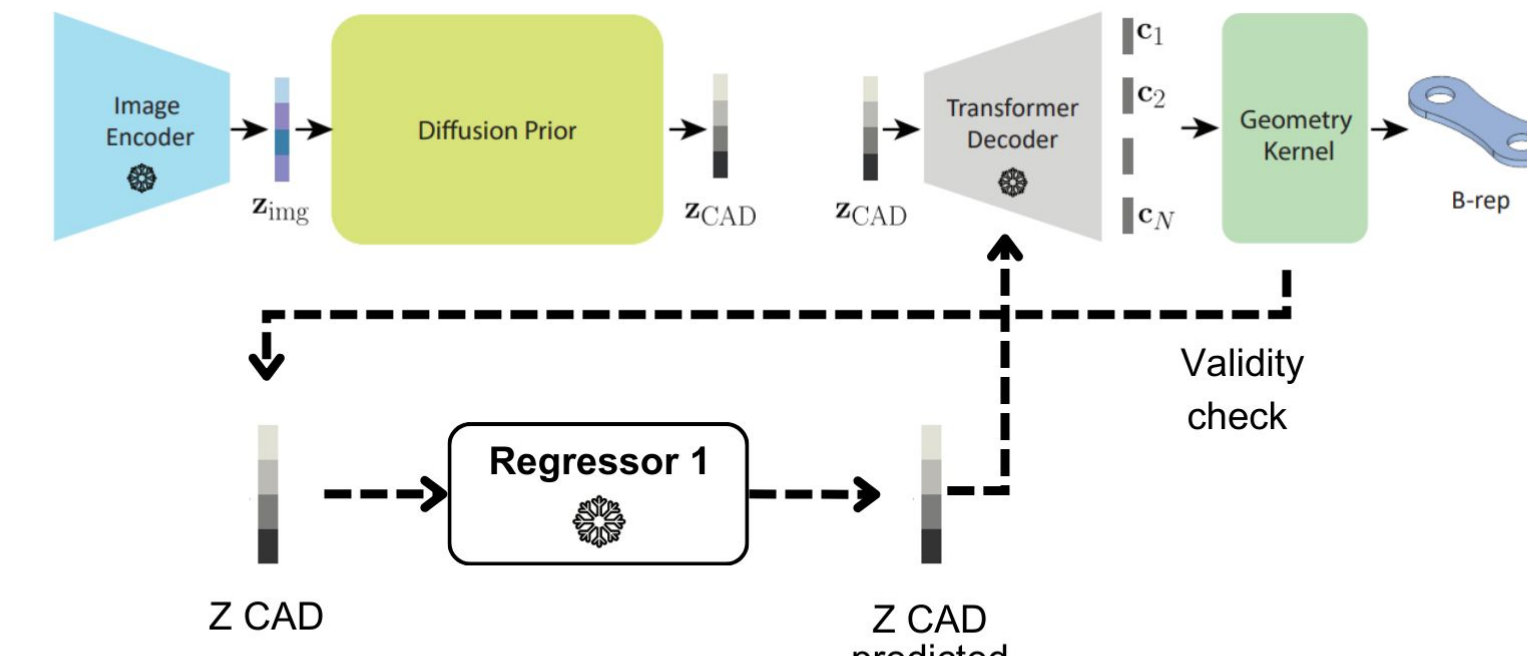 Image
Encoder
z_img
Diffusion Prior
z_CAD
z_CAD
Transformer
Decoder
c_1
c_2
c_N
Geometry
Kernel
B-rep
Validity
check
Regressor 1
Z CAD
Z CAD
predicted